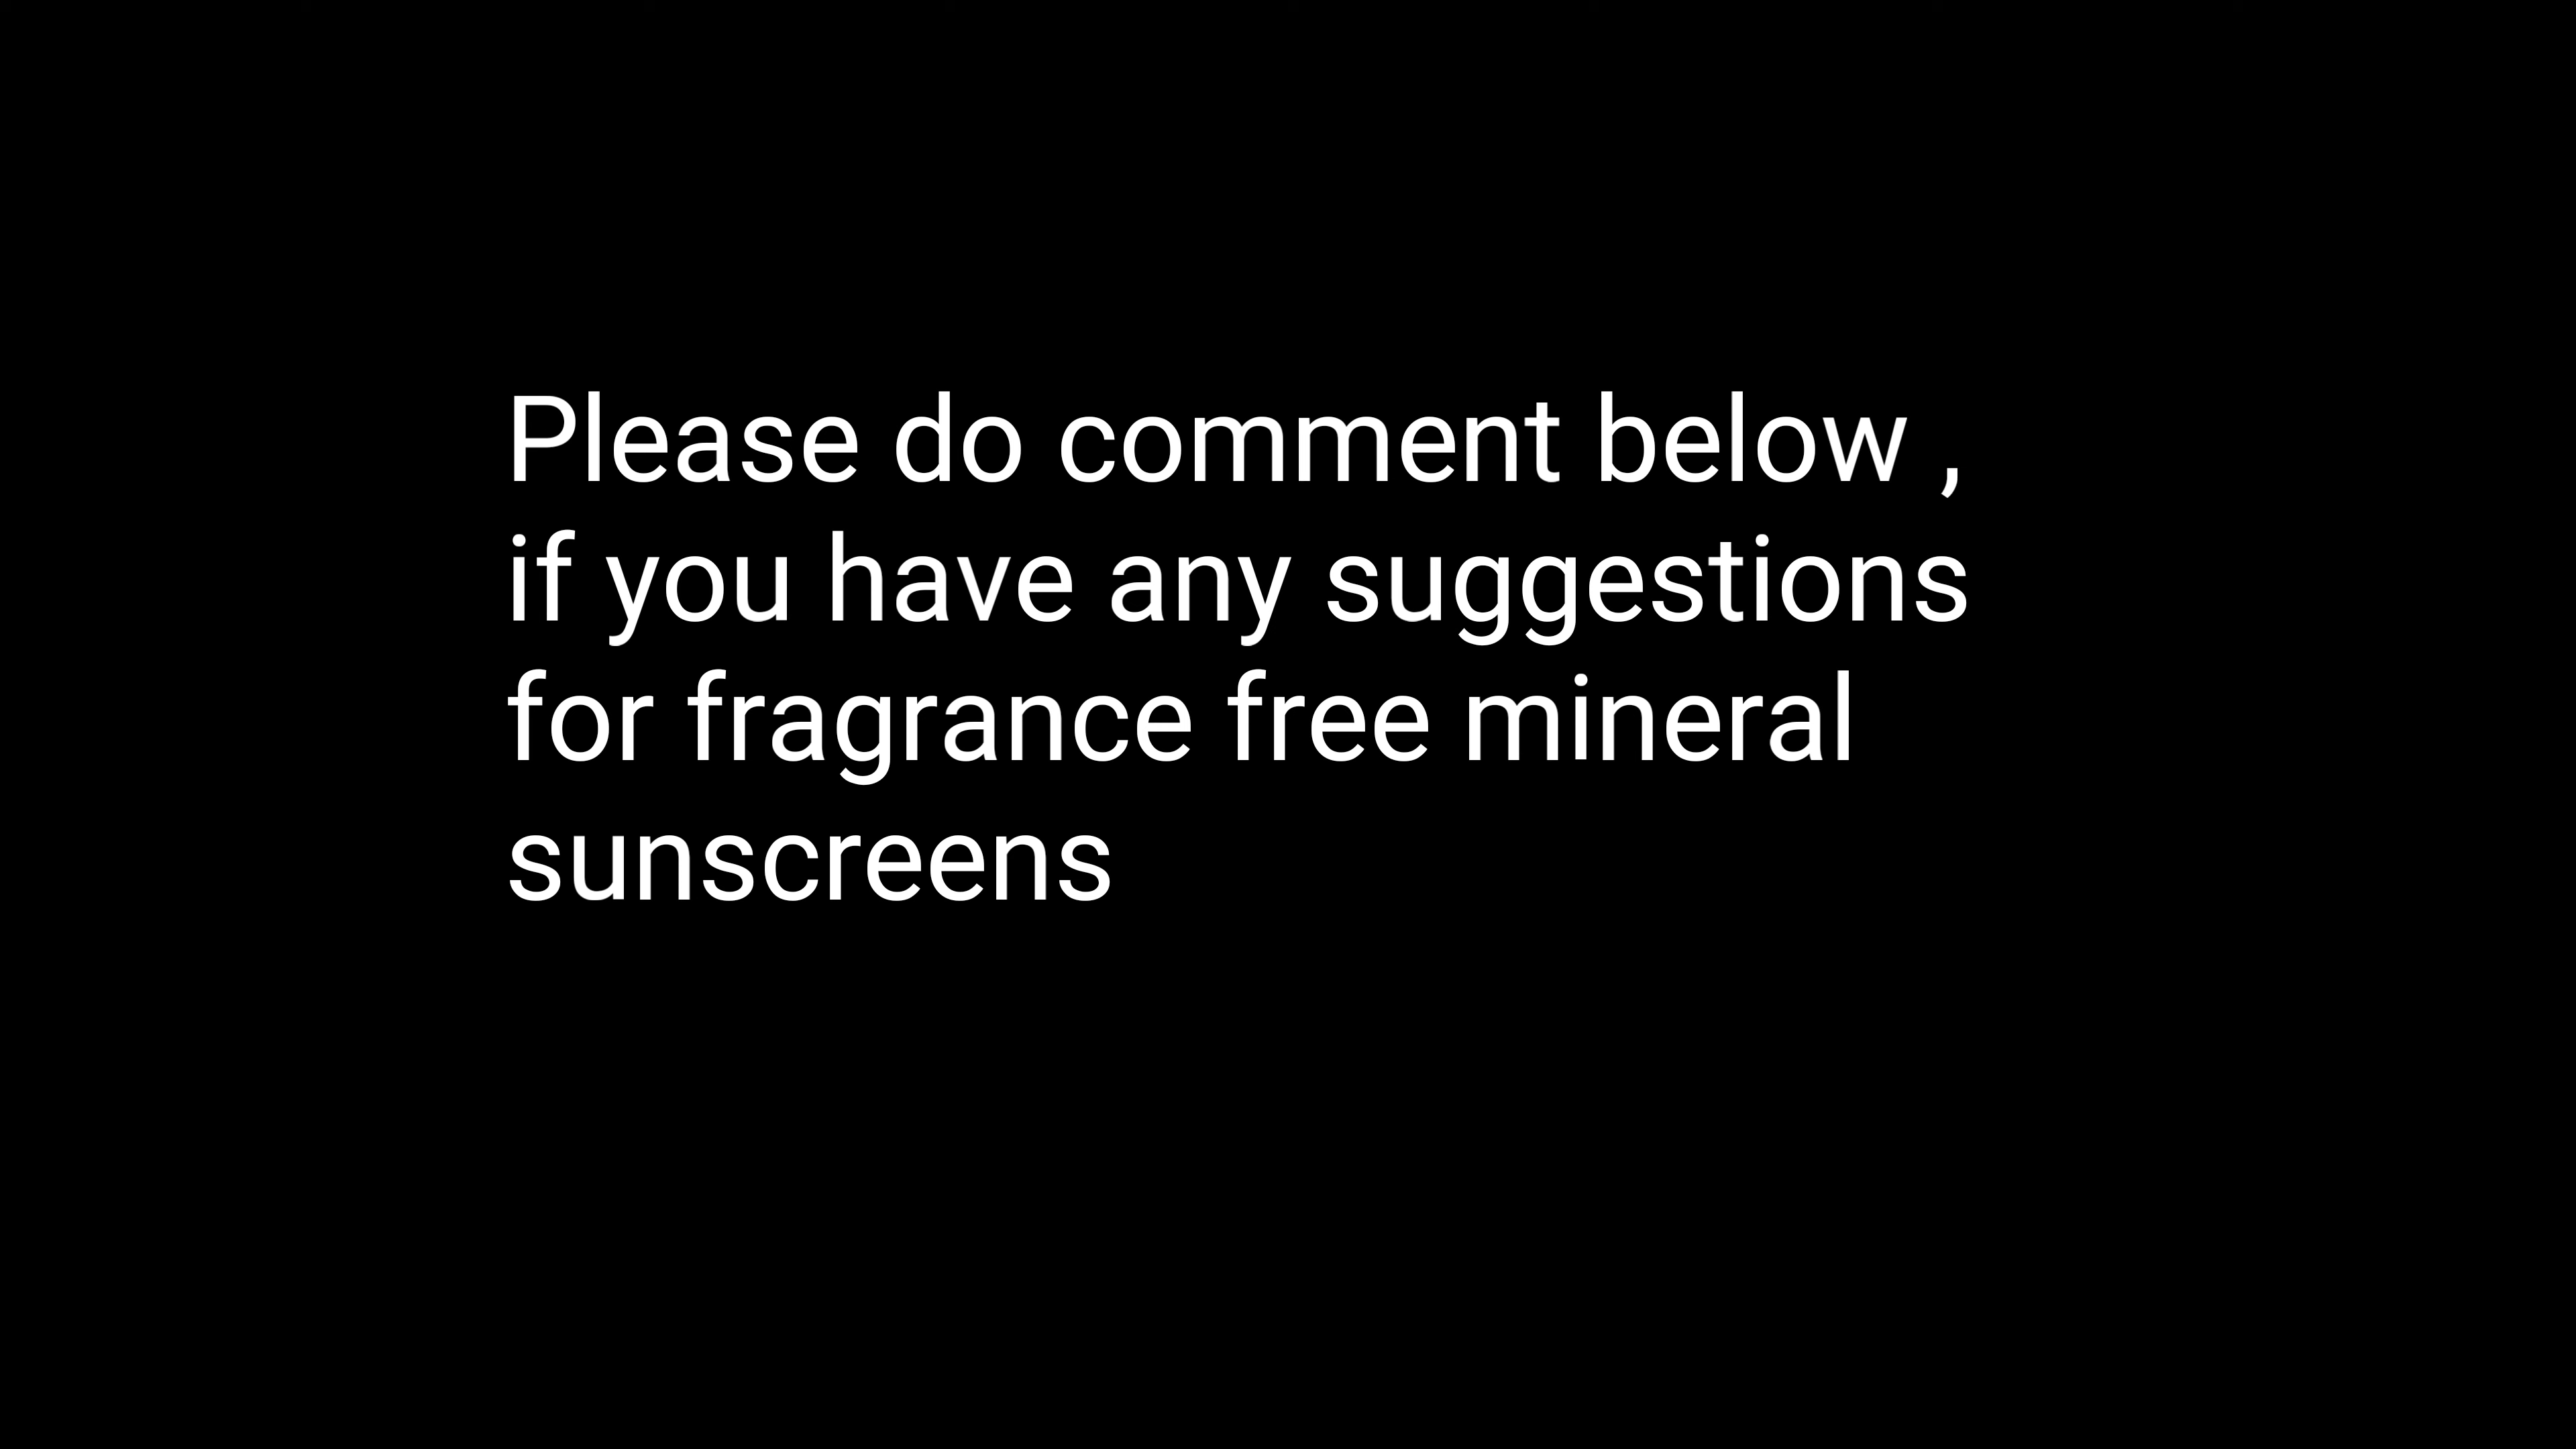 Please do comment below ,
if you have any suggestions
for fragrance free mineral
sunscreens